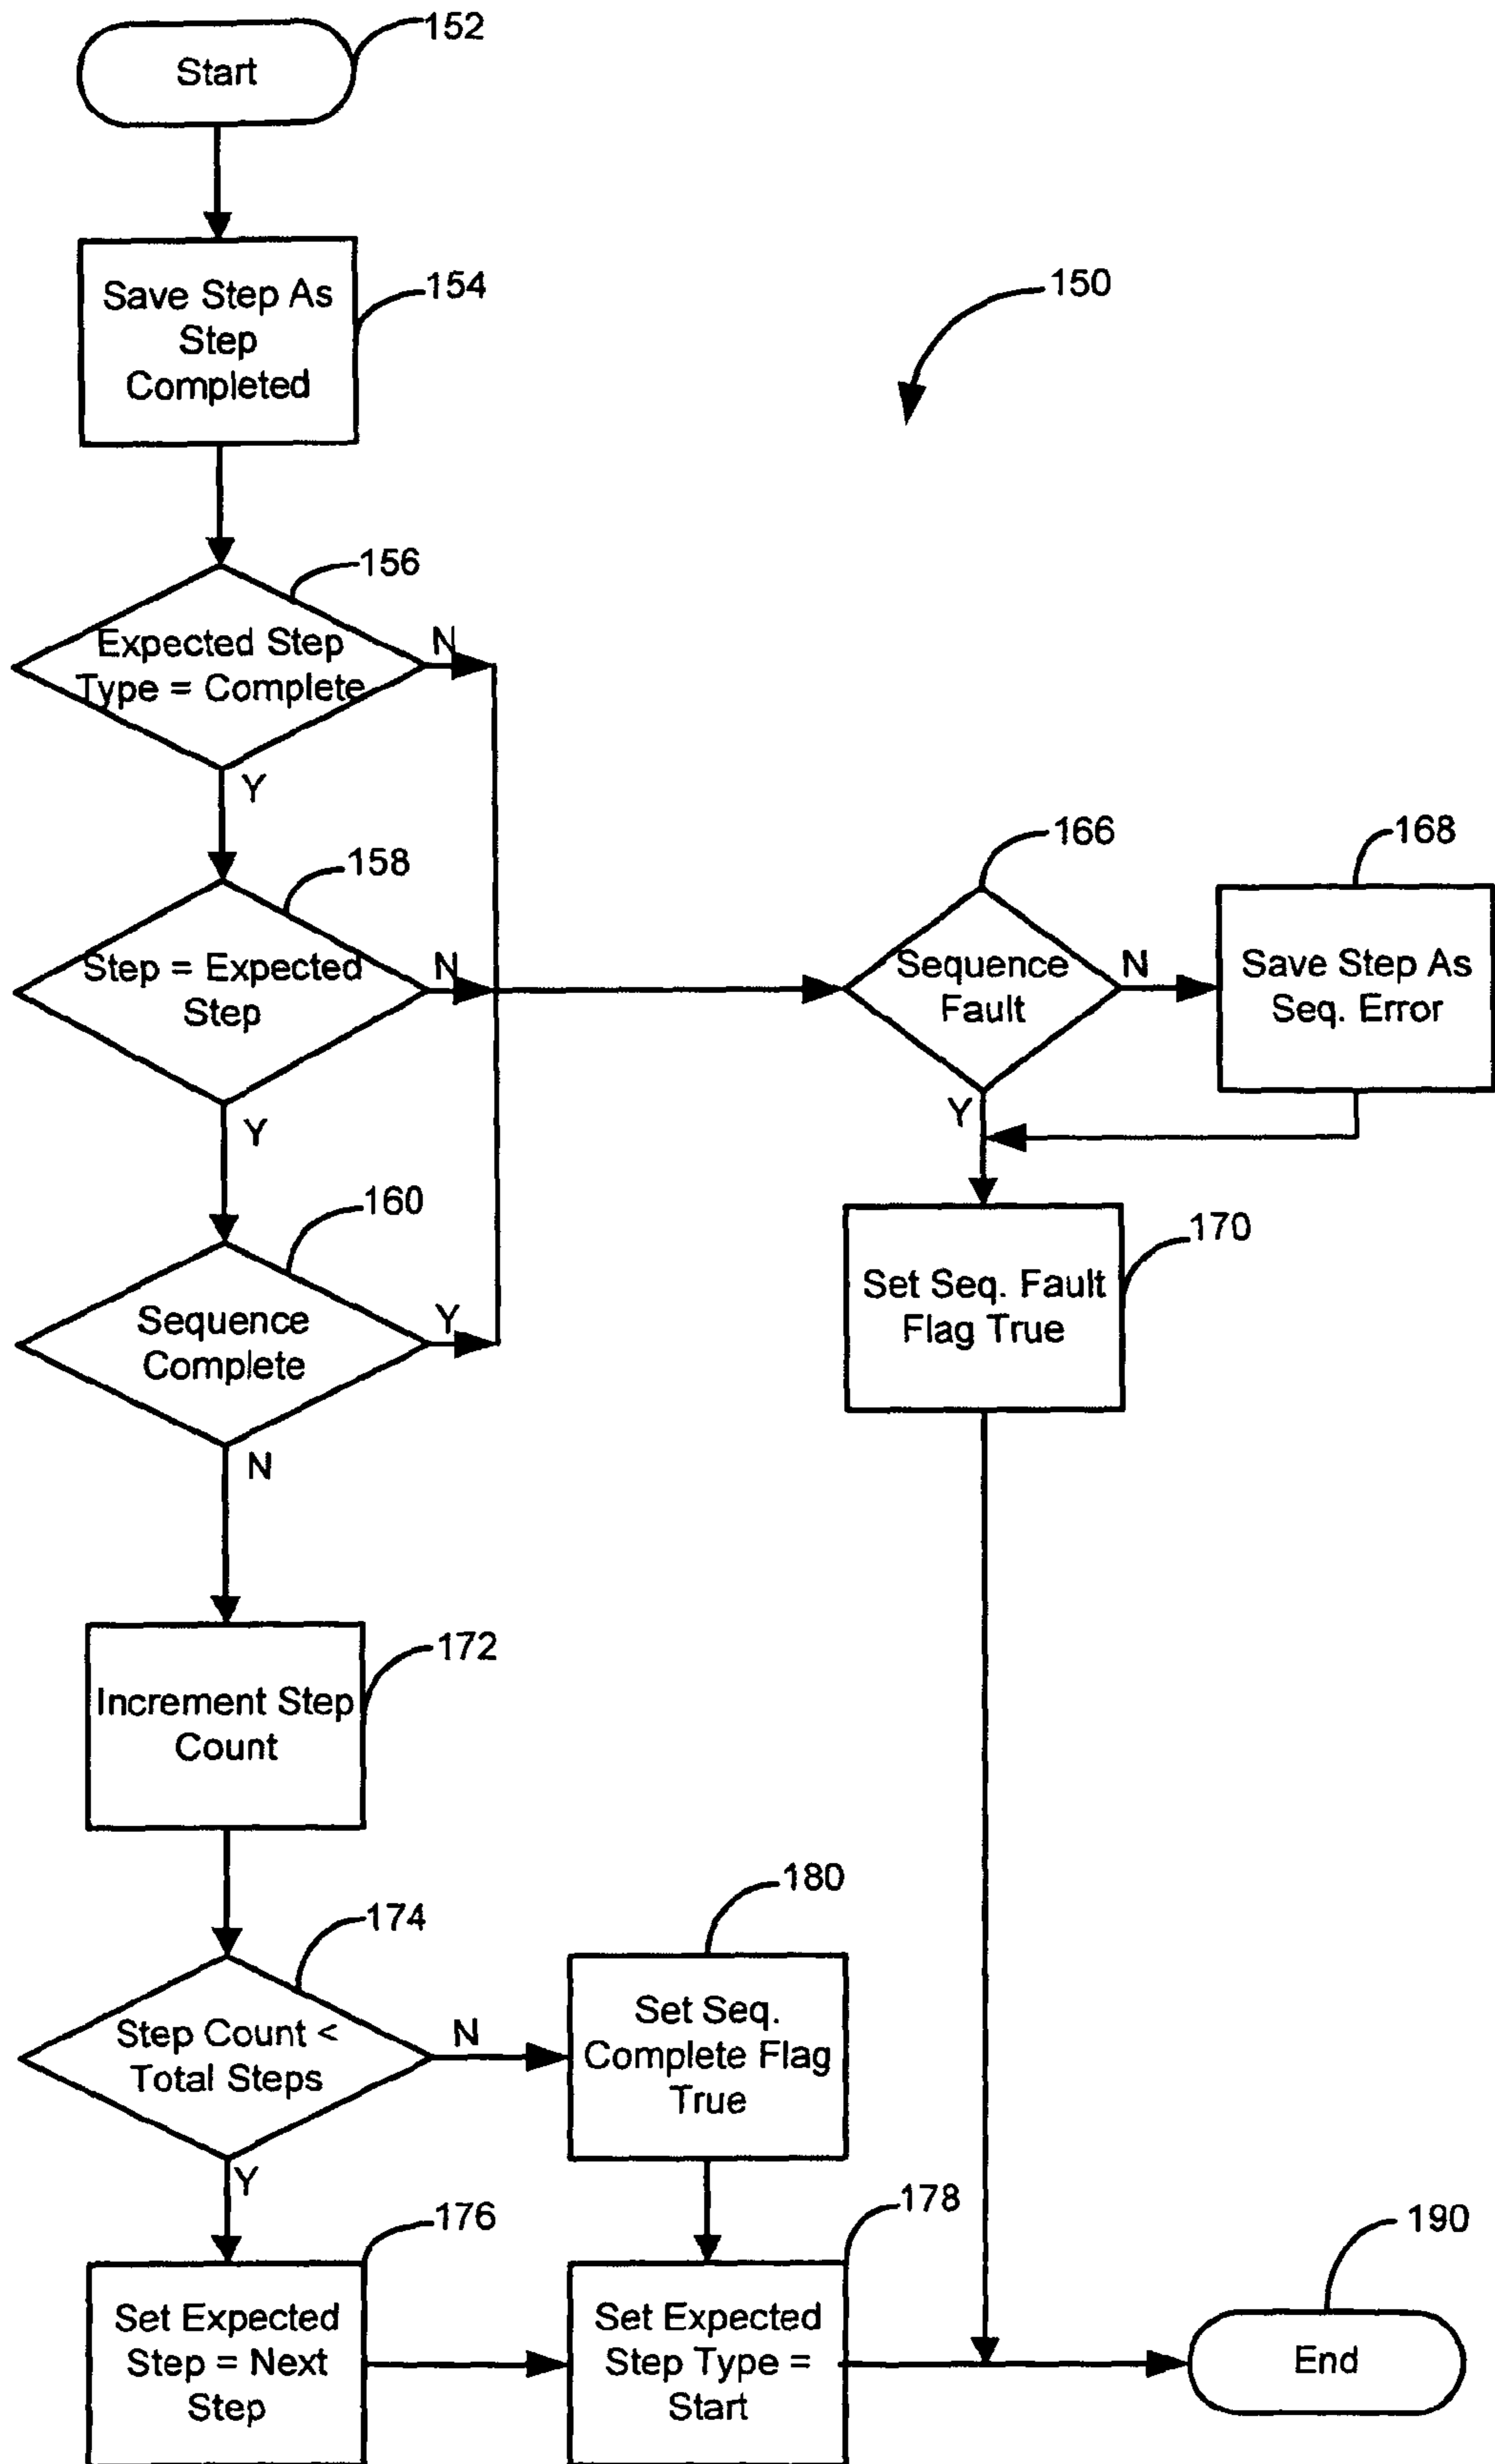 152
Start
154
Save Step As
Step
Completed
150
156
Expected Step
Type = Complete
N
Y
158
Step = Expected
Step
N
Y
166
Sequence
Fault
N
Y
168
Save Step As
Seq. Error
160
Sequence
Complete
Y
N
170
Set Seq. Fault
Flag True
172
Increment Step
Count
174
Step Count <
Total Steps
N
Y
180
Set Seq.
Complete Flag
True
176
Set Expected
Step = Next
Step
178
Set Expected
Step Type =
Start
190
End